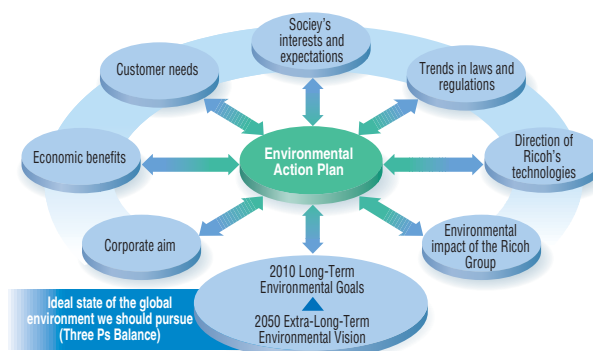 Sociey's
interests and
expectations
Customer needs
Trends in laws and
regulations
Economic benefits
Environmental
Action Plan
Direction of
Ricoh's
technologies
Corporate aim
Environmental
impact of the Ricoh
Group
2010 Long-Term
Environmental Goals
2050 Extra-Long-Term
Environmental Vision
Ideal state of the global
environment we should pursue
(Three Ps Balance)